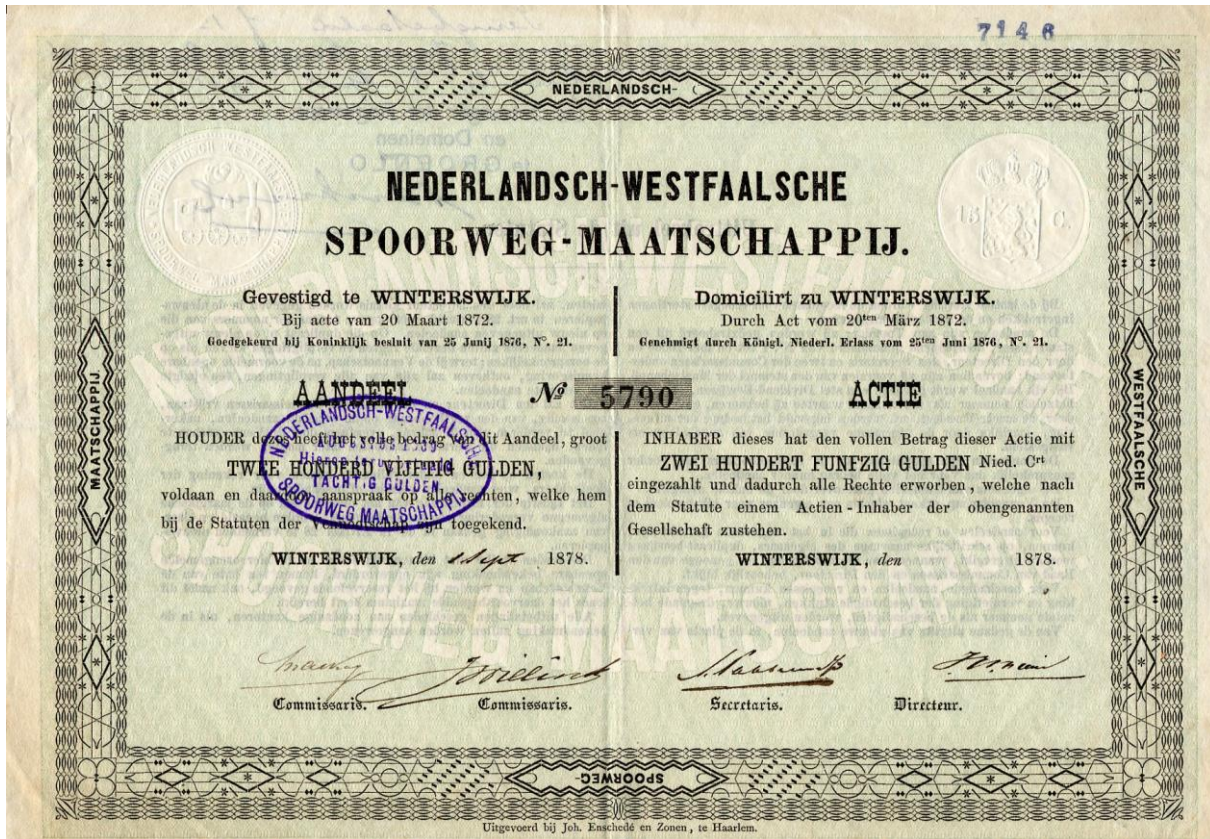 7146
NEDERLANDSCH-
NEDERLANDSCH-WESTFAALSCHE
SPOORWEG-MAATSCHAPPIJ.
15 C.
Gevestigd te WINTERSWIJK.
Bij acte van 20 Maart 1872.
Goedgekeurd bij Koninklijk besluit van 25 Junij 1876, N°. 21.
Domicilirt zu WINTERSWIJK.
Durch Act vom 20ten März 1872.
Genehmigt durch Königl. Niederl. Erlass vom 25ten Juni 1876, N°. 21.
AANDEEL
№ 5790
ACTIE
HOUDER dezes heeft het volle bedrag van dit Aandeel, groot
TWEE HONDERD VIJFTIG GULDEN,
voldaan en daardoor aanspraak op alle rechten, welke hem
bij de Statuten der Vennootschap zijn toegekend.
WINTERSWIJK, den 1 Sept 1878.
INHABER dieses hat den vollen Betrag dieser Actie mit
ZWEI HUNDERT FUNFZIG GULDEN Nied. Crt
eingezahlt und dadurch alle Rechte erworben, welche nach
dem Statute einem Actien-Inhaber der obengenannten
Gesellschaft zustehen.
WINTERSWIJK, den 1878.
NEDERLANDSCH-WESTFAALSCHE
TACHTIG GULDEN.
SPOORWEG MAATSCHAPPIJ
Commissaris.
Commissaris.
Secretaris.
Directeur.
MAATSCHAPPIJ.
WESTFAALSCHE
SPOORWEG-
NEDERLANDSCH WESTFAALSCHE
SPOORWEG MAATSCHAPPIJ.
Uitgevoerd bij Joh. Enschedé en Zonen, te Haarlem.